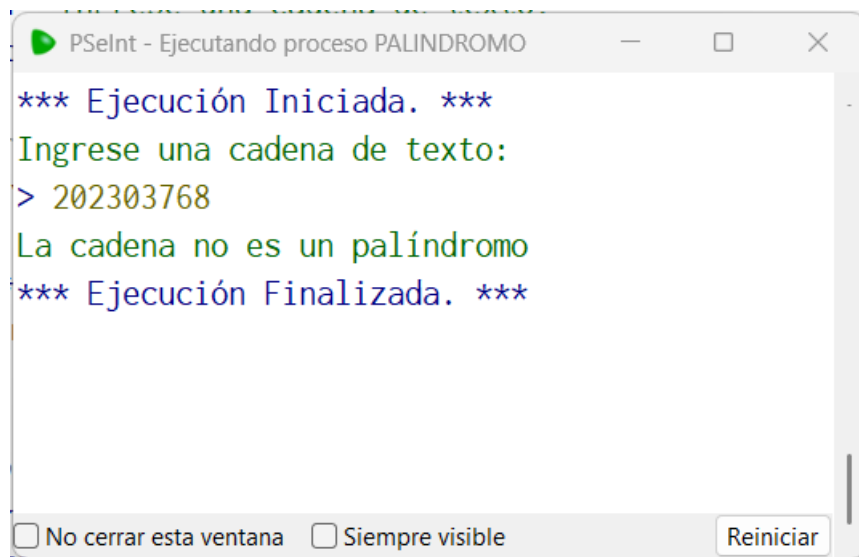 PSeInt - Ejecutando proceso PALINDROMO
*** Ejecución Iniciada. ***
Ingrese una cadena de texto:
> 202303768
La cadena no es un palíndromo
*** Ejecución Finalizada. ***
No cerrar esta ventana Siempre visible Reiniciar